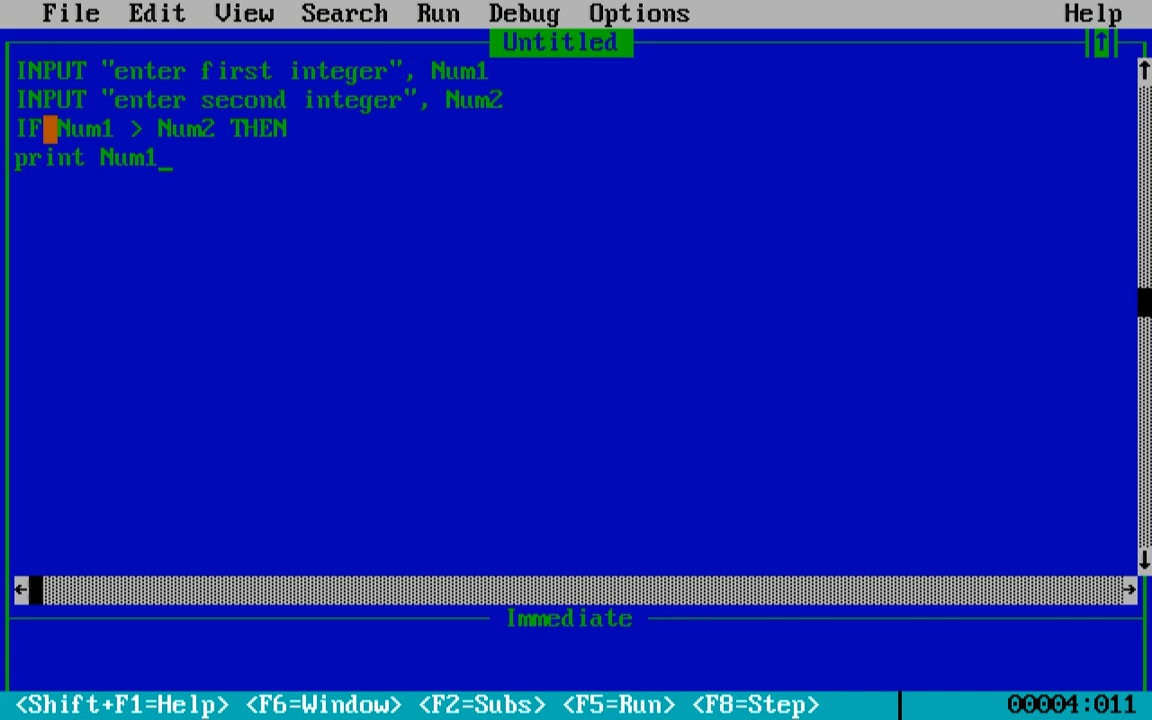 File Edit View Search Run Debug Options Help
Untitled
INPUT "enter first integer", Num1
INPUT "enter second integer", Num2
IF Num1 > Num2 THEN
print Num1_
Immediate
<Shift+F1=Help> <F6=Window> <F2=Subs> <F5=Run> <F8=Step> 00004:011